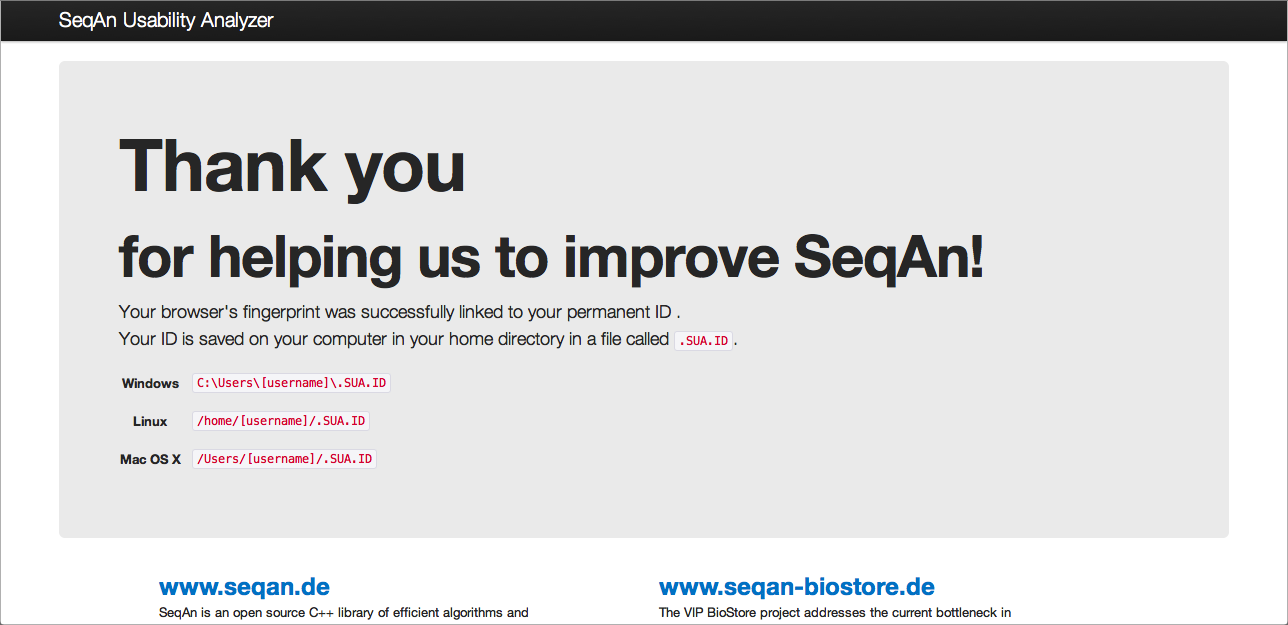 SeqAn Usability Analyzer
Thank you
for helping us to improve SeqAn!
Your browser's fingerprint was successfully linked to your permanent ID .
Your ID is saved on your computer in your home directory in a file called .SUA.ID.
Windows C:\Users\[username]\.SUA.ID
Linux /home/[username]/.SUA.ID
Mac OS X /Users/[username]/.SUA.ID
www.seqan.de
SeqAn is an open source C++ library of efficient algorithms and
www.seqan-biostore.de
The VIP BioStore project addresses the current bottleneck in